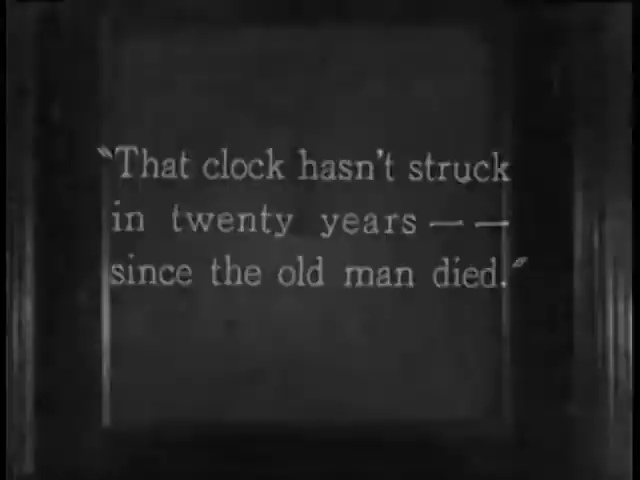 "That clock hasn't struck
in twenty years — —
since the old man died."